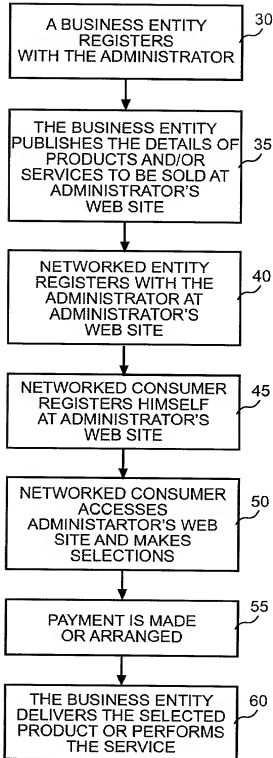 A BUSINESS ENTITY
REGISTERS
WITH THE ADMINISTRATOR
30
THE BUSINESS ENTITY
PUBLISHES THE DETAILS OF
PRODUCTS AND/OR
SERVICES TO BE SOLD AT
ADMINISTRATOR'S
WEB SITE
35
NETWORKED ENTITY
REGISTERS WITH THE
ADMINISTRATOR AT
ADMINISTRATOR'S
WEB SITE
40
NETWORKED CONSUMER
REGISTERS HIMSELF
AT ADMINISTRATOR'S
WEB SITE
45
NETWORKED CONSUMER
ACCESSES
ADMINISTARTOR'S WEB
SITE AND MAKES
SELECTIONS
50
PAYMENT IS MADE
OR ARRANGED
55
THE BUSINESS ENTITY
DELIVERS THE SELECTED
PRODUCT OR PERFORMS
THE SERVICE
60